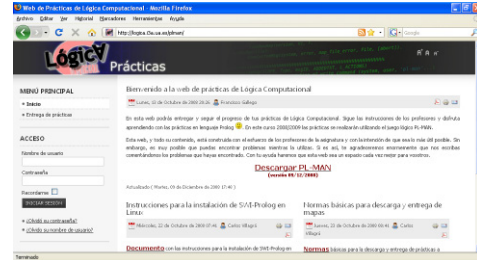 Web de Prácticas de Lógica Computacional - Mozilla Firefox
Archivo Editar Ver Historial Marcadores Herramientas Ayuda
http://logica.i3a.ua.es/plman/
Google
Lógica
Prácticas
A A A
MENÚ PRINCIPAL
Inicio
Entrega de prácticas
ACCESO
Nombre de usuario
Contraseña
Recordarme
INICIAR SESIÓN
¿Olvidó su contraseña?
¿Olvidó su nombre de usuario?
Bienvenido a la web de prácticas de Lógica Computacional
Lunes, 12 de Octubre de 2009 20:26 Francisco Gallego
En esta web podrás entregar y seguir el progreso de tus prácticas de Lógica Computacional. Sigue las instrucciones de los profesores y disfruta
aprendiendo con las prácticas en lenguaje Prolog. En este curso 2008/2009 las prácticas se realizarán utilizando el juego lógico PL-MAN.
Esta web, y todo su contenido, está construida con el esfuerzo de los profesores de la asignatura y con la intención de que sea lo más útil posible. Sin
embargo, es muy posible que puedas encontrar problemas mientras la utilizas. Si es así, te agradecemos enormemente que nos escribas
comentándonos los problemas que hayas encontrado. Con tu ayuda haremos que esta web sea un espacio cada vez mejor para vosotros.
Descargar PL-MAN
(versión 09/12/2008)
Actualizado ( Martes, 09 de Diciembre de 2008 17:40 )
Instrucciones para la instalación de SWI-Prolog en
Linux
Miércoles, 22 de Octubre de 2008 07:46 Carlos Villagrá
Documento con las instrucciones para la instalación de SWI-Prolog en
Normas básicas para la descarga y entrega de
mapas
Jueves, 23 de Octubre de 2008 00:41 Carlos
Villagrá
Normas básicas para la descarga y entrega de prácticas a
Terminado